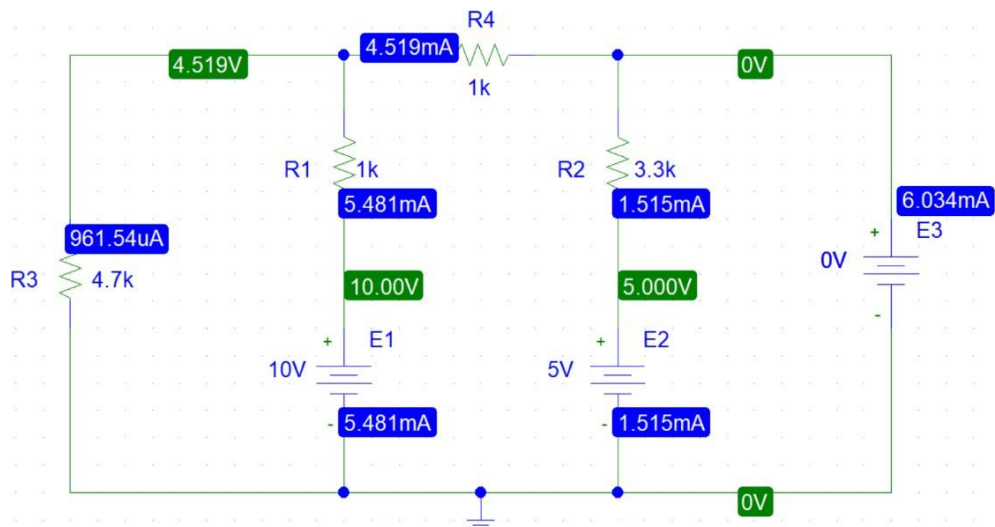 R4
4.519V
4.519mA
0V
1k
R1
1k
R2
3.3k
5.481mA
1.515mA
6.034mA
961.54uA
+
E3
R3
4.7k
0V
10.00V
5.000V
-
+
E1
+
E2
10V
5V
-
5.481mA
-
1.515mA
0V